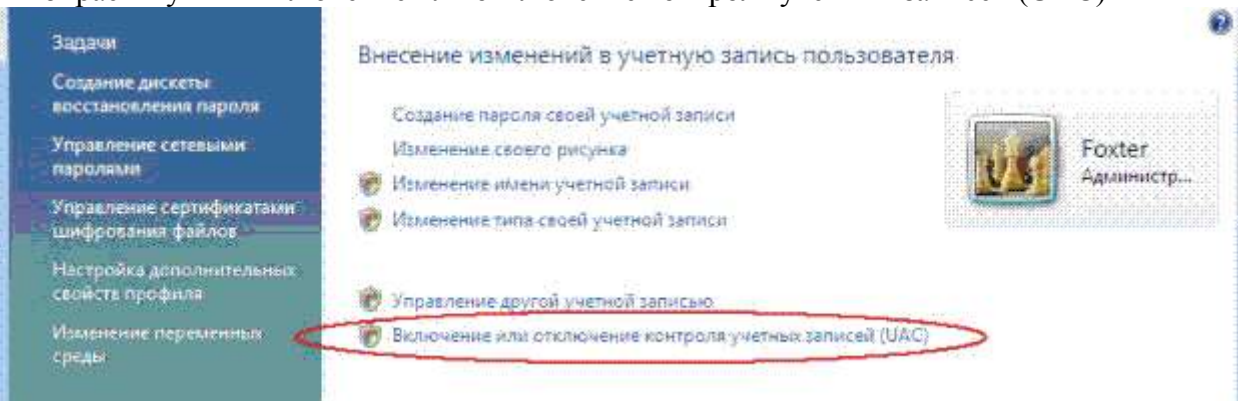 (UAC)
Задачи
Создание дискеты
восстановления пароля
Управление сетевыми
паролями
Управление сертификатами
шифрования файлов
Настройка дополнительных
свойств профиля
Изменение переменных
среды
Внесение изменений в учетную запись пользователя
Создание пароля своей учетной записи
Изменение своего рисунка
Изменение имени учетной записи
Изменение типа своей учетной записи
Управление другой учетной записью
Включение или отключение контроля учетных записей (UAC)
Foxter
Администр...